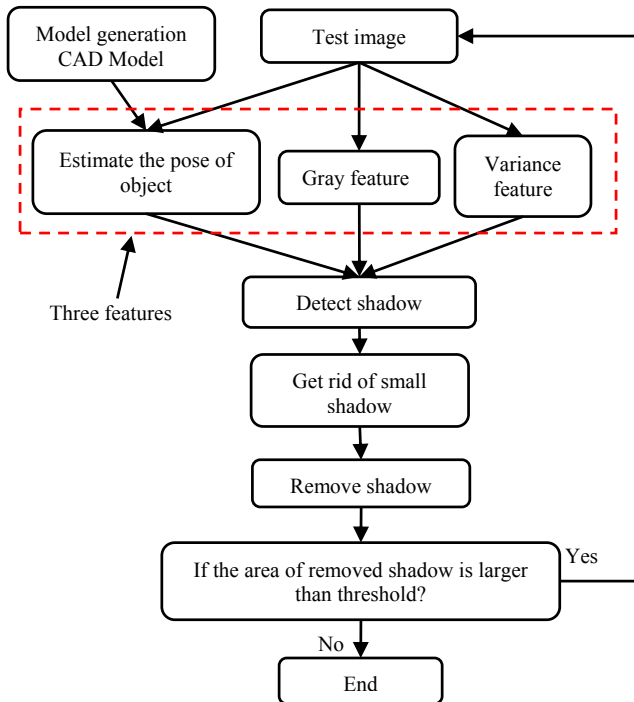 Model generation
CAD Model
Test image
Estimate the pose of
object
Gray feature
Variance
feature
Three features
Detect shadow
Get rid of small
shadow
Remove shadow
If the area of removed shadow is larger
than threshold?
Yes
No
End